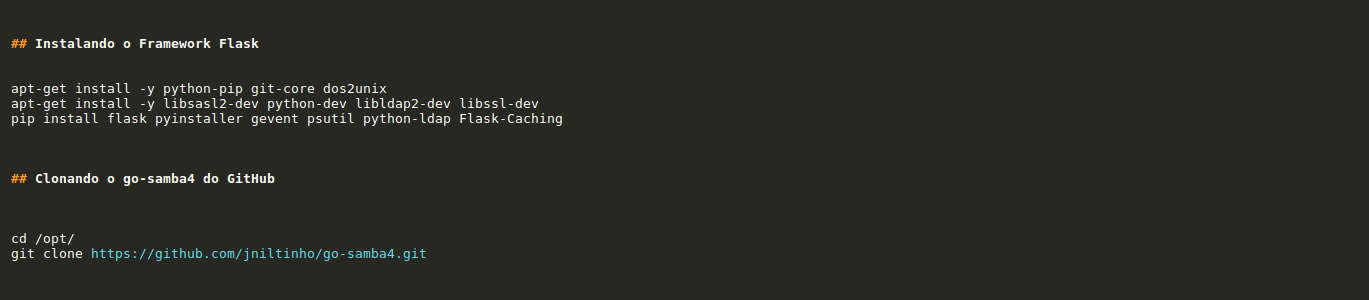 ## Instalando o Framework Flask
apt-get install -y python-pip git-core dos2unix
apt-get install -y libsasl2-dev python-dev libldap2-dev libssl-dev
pip install flask pyinstaller gevent psutil python-ldap Flask-Caching
## Clonando o go-samba4 do GitHub
cd /opt/
git clone https://github.com/jniltinho/go-samba4.git